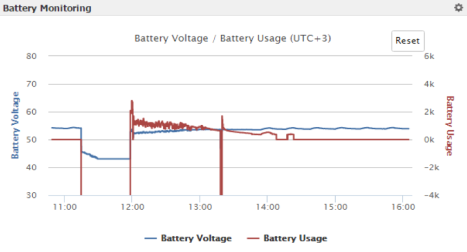 Battery Monitoring
Battery Voltage / Battery Usage (UTC+3)
Reset
80
70
60
50
40
30
Battery Voltage
6k
4k
2k
0k
-2k
-4k
Battery Usage
11:00 12:00 13:00 14:00 15:00 16:00
Battery Voltage Battery Usage